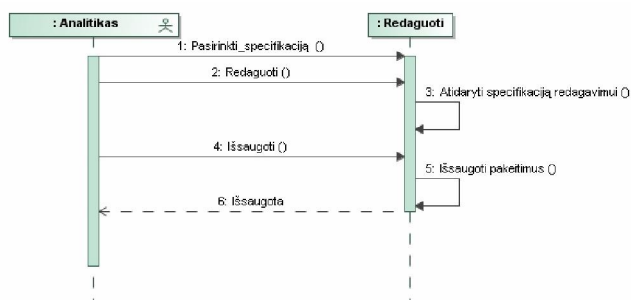 : Analitikas
: Redaguoti
1: Pasirinkti_specifikaciją ()
2: Redaguoti ()
3: Atidaryti specifikaciją redagavimui ()
4: Išsaugoti ()
5: Išsaugoti pakeitimus ()
6: Išsaugota